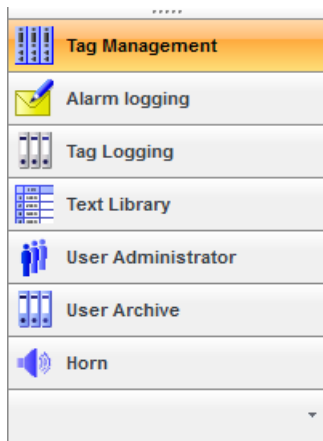 Tag Management
Alarm logging
Tag Logging
Text Library
User Administrator
User Archive
Horn